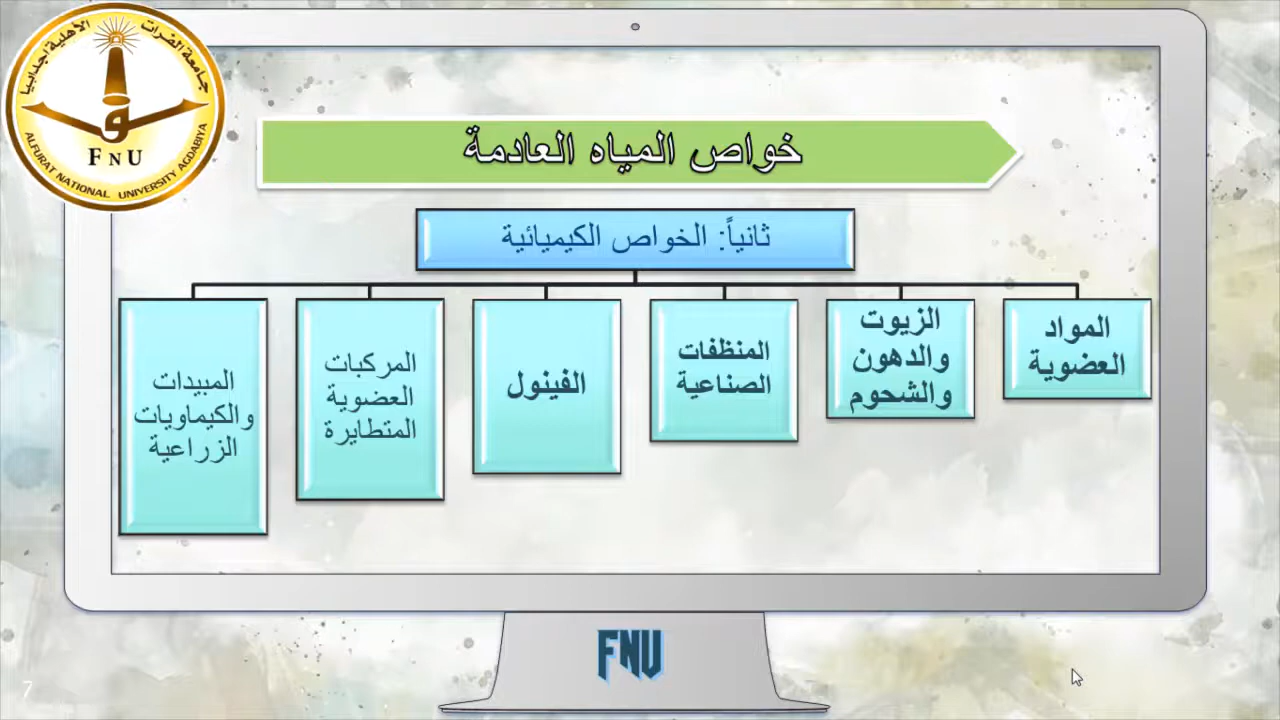 جامعة الفرات الأهلية اجدابيا
FNU
ALFURAT NATIONAL UNIVERSITY AGDABIYA
خواص المياه العادمة
ثانياً: الخواص الكيميائية
المواد
العضوية
الزيوت
والدهون
والشحوم
المنظفات
الصناعية
الفينول
المركبات
العضوية
المتطايرة
المبيدات
والكيماويات
الزراعية
FNU
7